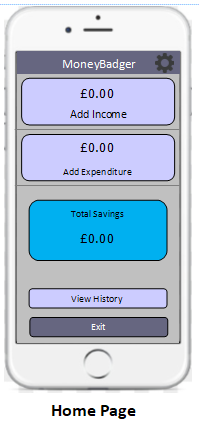 MoneyBadger
£0.00
Add Income
£0.00
Add Expenditure
Total Savings
£0.00
View History
Exit
Home Page